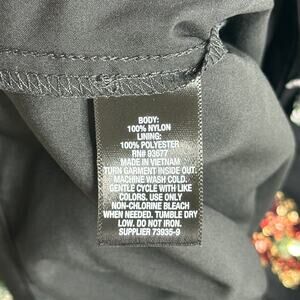 BODY:
100% NYLON
LINING:
100% POLYESTER
RN# 93677
MADE IN VIETNAM
TURN GARMENT INSIDE OUT.
MACHINE WASH COLD.
GENTLE CYCLE WITH LIKE
COLORS. USE ONLY
NON-CHLORINE BLEACH
WHEN NEEDED. TUMBLE DRY
LOW. DO NOT IRON.
SUPPLIER 73935-9